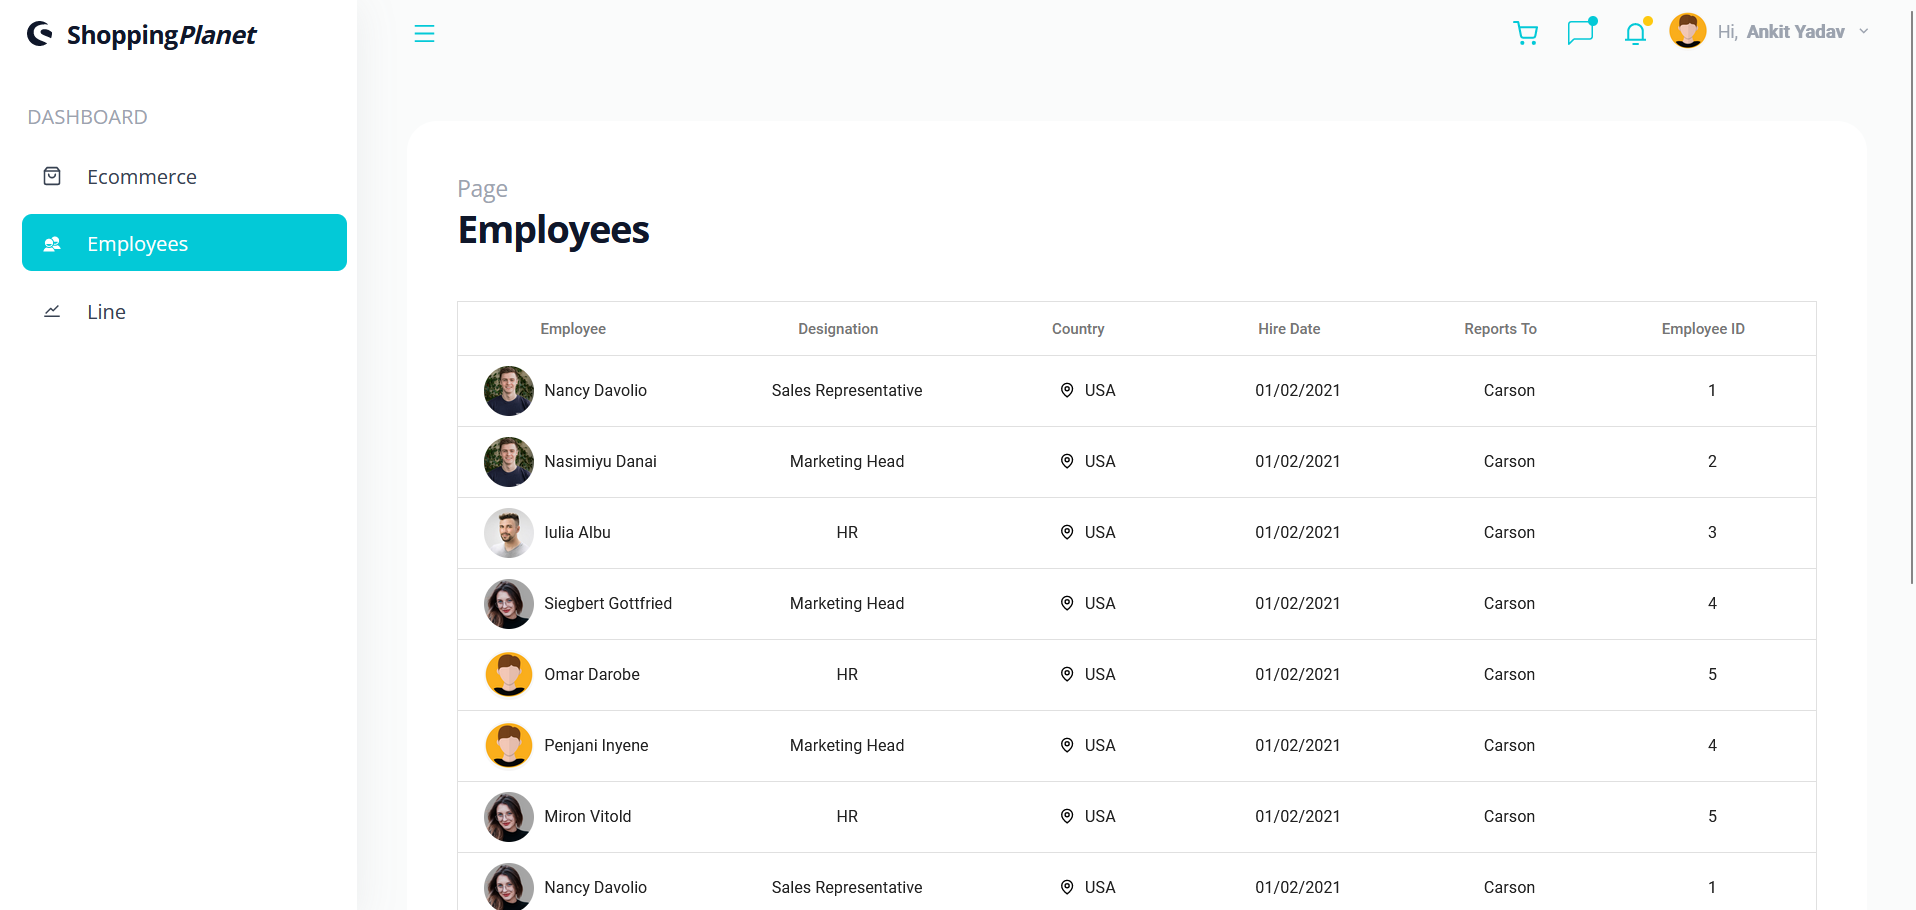 ShoppingPlanet
Hi, Ankit Yadav
DASHBOARD
Ecommerce
Employees
Line
Page
Employees
Employee Designation Country Hire Date Reports To Employee ID
Nancy Davolio Sales Representative USA 01/02/2021 Carson 1
Nasimiyu Danai Marketing Head USA 01/02/2021 Carson 2
Iulia Albu HR USA 01/02/2021 Carson 3
Siegbert Gottfried Marketing Head USA 01/02/2021 Carson 4
Omar Darobe HR USA 01/02/2021 Carson 5
Penjani Inyene Marketing Head USA 01/02/2021 Carson 4
Miron Vitold HR USA 01/02/2021 Carson 5
Nancy Davolio Sales Representative USA 01/02/2021 Carson 1